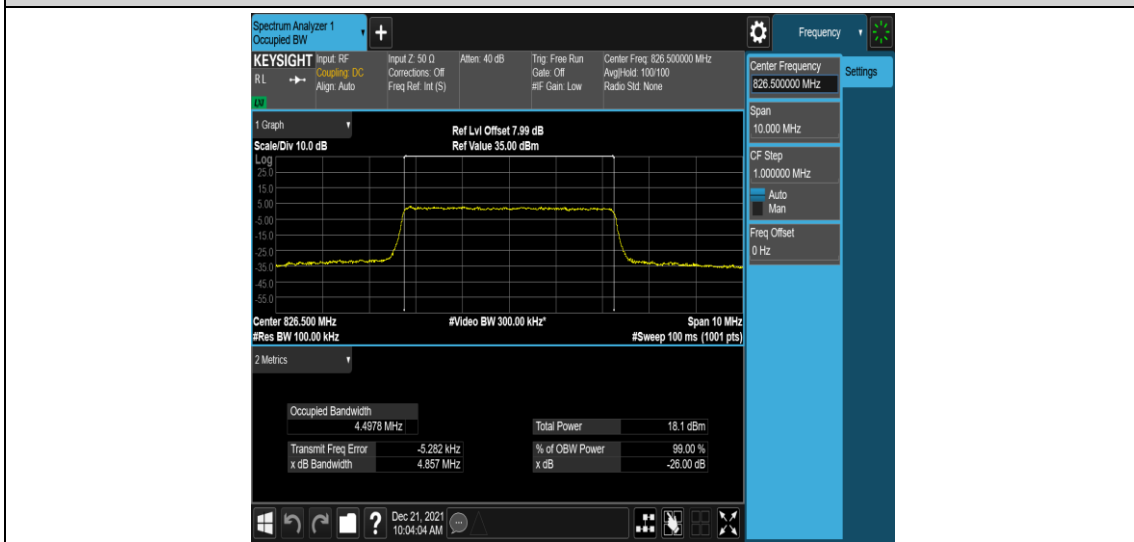 Spectrum Analyzer 1
Occupied BW
+
Frequency
KEYSIGHT
Input: RF
Coupling: DC
Align: Auto
Input Z: 50 Ω
Corrections: Off
Freq Ref: Int (S)
Atten: 40 dB
Trig: Free Run
Gate: Off
#IF Gain: Low
Center Freq: 826.500000 MHz
Avg|Hold: 100/100
Radio Std: None
RL
LXI
Center Frequency
826.500000 MHz
Settings
Span
10.000 MHz
CF Step
1.000000 MHz
Auto
Man
Freq Offset
0 Hz
1 Graph
Ref Lvl Offset 7.99 dB
Scale/Div 10.0 dB
Ref Value 35.00 dBm
Log
25.0
15.0
5.00
-5.00
-15.0
-25.0
-35.0
-45.0
-55.0
Center 826.500 MHz
#Video BW 300.00 kHz*
Span 10 MHz
#Res BW 100.00 kHz
#Sweep 100 ms (1001 pts)
2 Metrics
Occupied Bandwidth
4.4978 MHz
Total Power 18.1 dBm
Transmit Freq Error -5.282 kHz
% of OBW Power 99.00 %
x dB Bandwidth 4.857 MHz
x dB -26.00 dB
?
Dec 21, 2021
10:04:04 AM